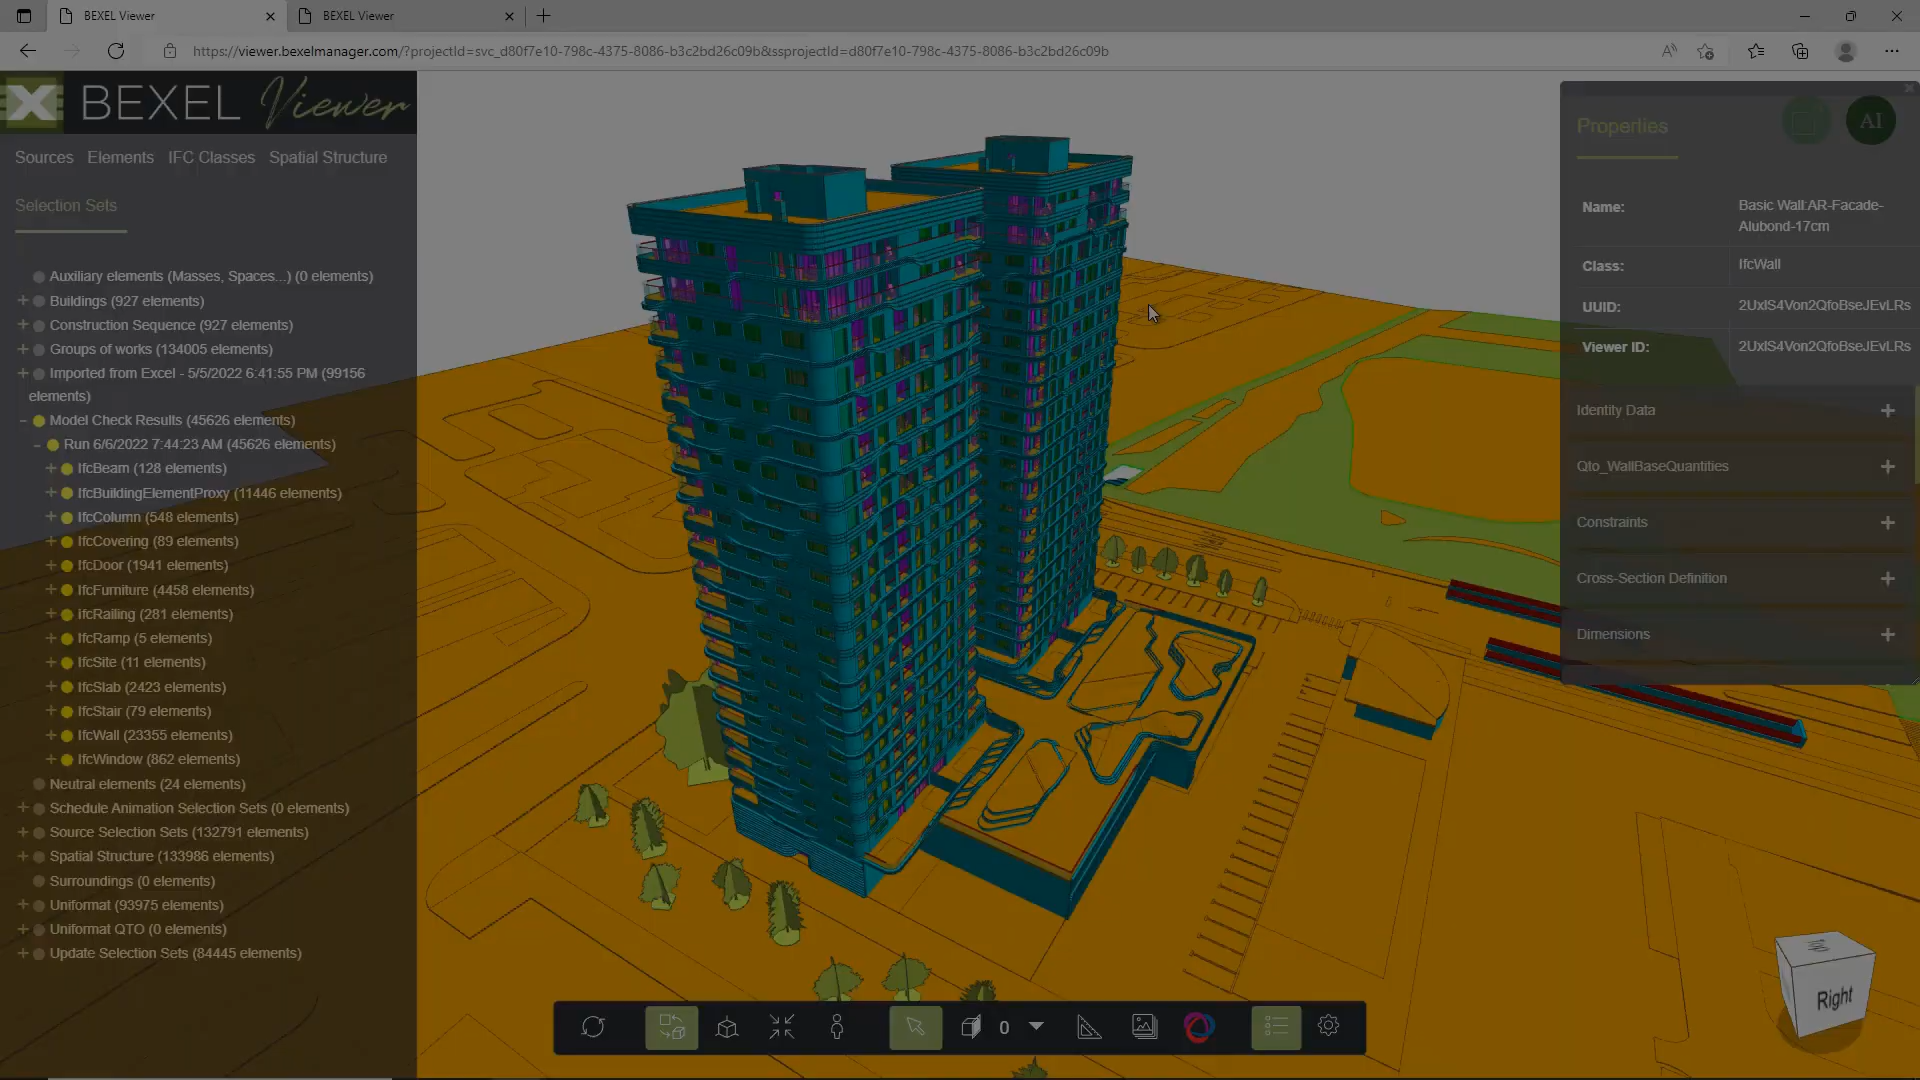 BEXEL Viewer
BEXEL Viewer
https://viewer.bexelmanager.com/?projectId=svc_d80f7e10-798c-4375-8086-b3c2bd26c09b&ssprojectId=d80f7e10-798c-4375-8086-b3c2bd26c09b
BEXEL Viewer
Sources Elements IFC Classes Spatial Structure
Selection Sets
Auxiliary elements (Masses, Spaces...) (0 elements)
Buildings (927 elements)
Construction Sequence (927 elements)
Groups of works (134005 elements)
Imported from Excel - 5/5/2022 6:41:55 PM (99156
elements)
Model Check Results (45626 elements)
Run 6/6/2022 7:44:23 AM (45626 elements)
IfcBeam (128 elements)
IfcBuildingElementProxy (11446 elements)
IfcColumn (548 elements)
IfcCovering (89 elements)
IfcDoor (1941 elements)
IfcFurniture (4458 elements)
IfcRailing (281 elements)
IfcRamp (5 elements)
IfcSite (11 elements)
IfcSlab (2423 elements)
IfcStair (79 elements)
IfcWall (23355 elements)
IfcWindow (862 elements)
Neutral elements (24 elements)
Schedule Animation Selection Sets (0 elements)
Source Selection Sets (132791 elements)
Spatial Structure (133986 elements)
Surroundings (0 elements)
Uniformat (93975 elements)
Uniformat QTO (0 elements)
Update Selection Sets (84445 elements)
Properties
AI
Name: Basic Wall:AR-Facade-
Alubond-17cm
Class: IfcWall
UUID: 2UxIS4Von2QfoBseJEvLRs
Viewer ID: 2UxIS4Von2QfoBseJEvLRs
Identity Data
Qto_WallBaseQuantities
Constraints
Cross-Section Definition
Dimensions
Top
Right
0